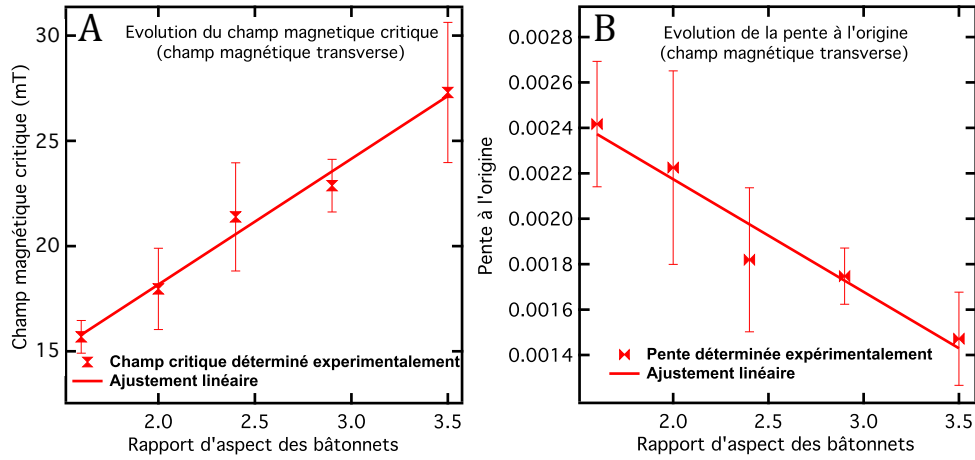 A
Evolution du champ magnetique critique
(champ magnétique transverse)
Champ magnétique critique (mT)
30
25
20
15
Champ critique déterminé experimentalement
Ajustement linéaire
2.0 2.5 3.0 3.5
Rapport d'aspect des bâtonnets
B
Evolution de la pente à l'origine
(champ magnétique transverse)
Pente à l'origine
0.0028
0.0026
0.0024
0.0022
0.0020
0.0018
0.0016
0.0014
Pente déterminée expérimentalement
Ajustement linéaire
2.0 2.5 3.0 3.5
Rapport d'aspect des bâtonnets